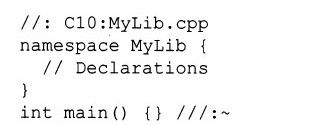 //: C10:MyLib.cpp
namespace MyLib {
  // Declarations
}
int main() {} ///:~